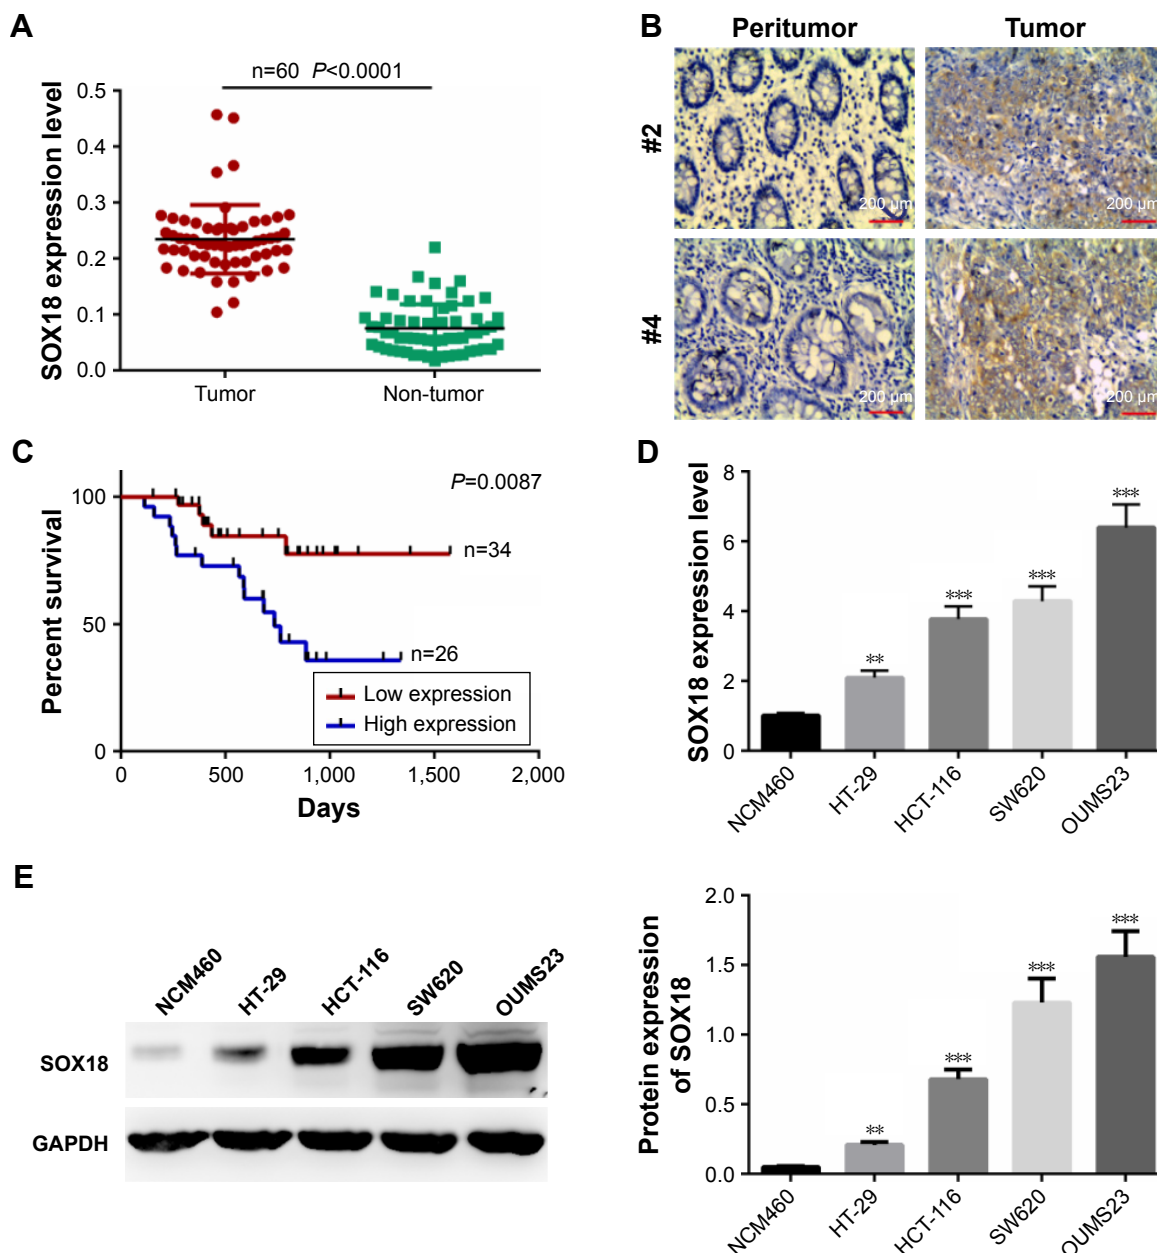 A
n=60 P<0.0001
SOX18 expression level
0.5
0.4
0.3
0.2
0.1
0.0
Tumor
Non-tumor
B
Peritumor
Tumor
#2
200 µm
200 µm
#4
200 µm
200 µm
C
P=0.0087
Percent survival
100
50
0
n=34
n=26
Low expression
High expression
0
500
1,000
1,500
2,000
Days
D
SOX18 expression level
8
6
4
2
0
**
***
***
***
NCM460
HT-29
HCT-116
SW620
OUMS23
E
NCM460
HT-29
HCT-116
SW620
OUMS23
SOX18
GAPDH
Protein expression
of SOX18
2.0
1.5
1.0
0.5
0.0
**
***
***
***
NCM460
HT-29
HCT-116
SW620
OUMS23